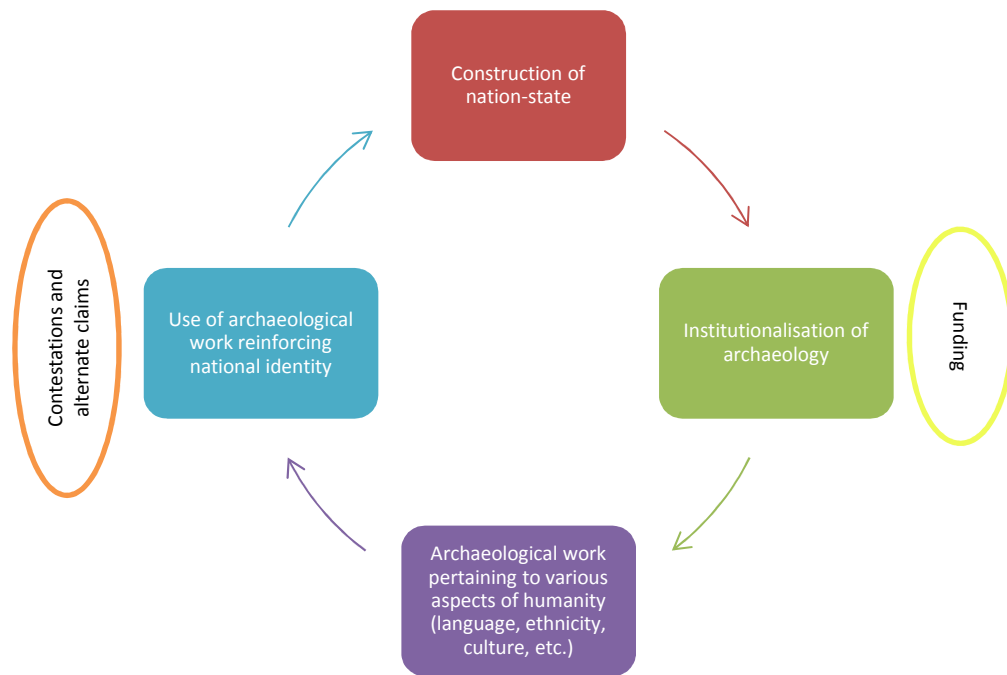 Construction of
nation-state
Contestations and
alternate claims
Use of archaeological
work reinforcing
national identity
Institutionalisation of
archaeology
Funding
Archaeological work
pertaining to various
aspects of humanity
(language, ethnicity,
culture, etc.)